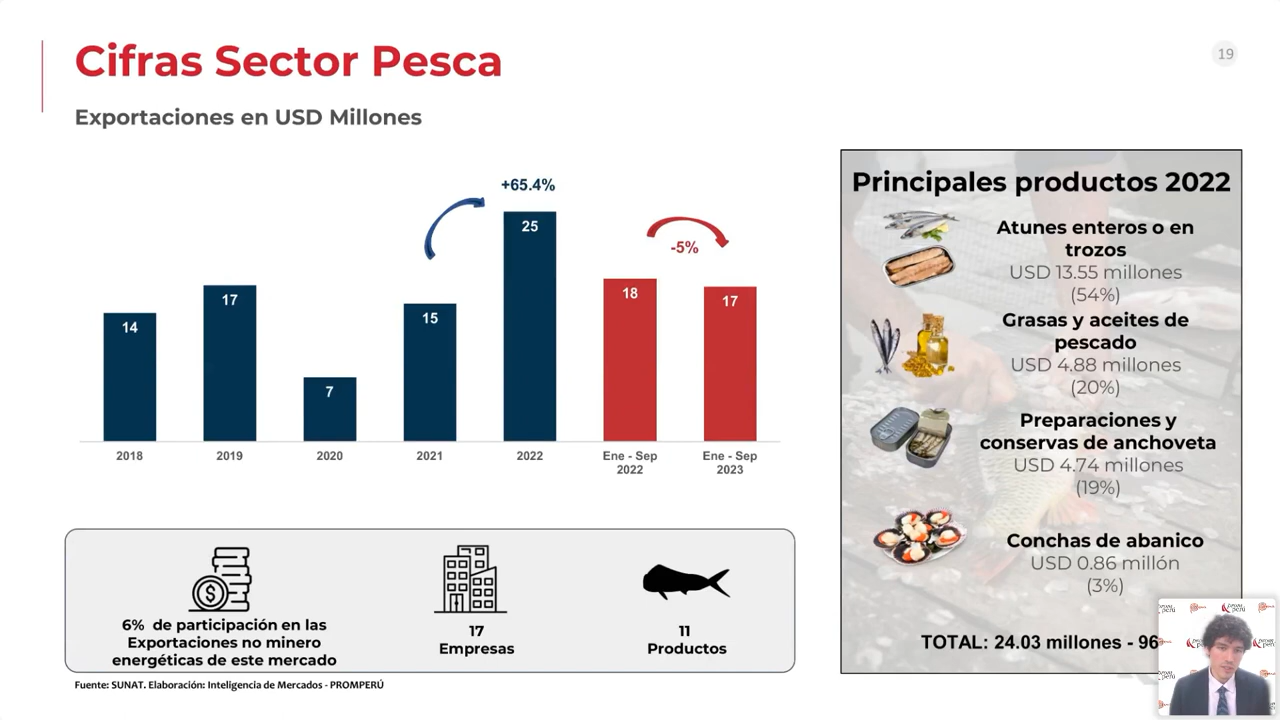 Cifras Sector Pesca
19
Exportaciones en USD Millones
+65.4%
25
-5%
18
17
17
15
14
7
2018
2019
2020
2021
2022
Ene - Sep
2022
Ene - Sep
2023
6% de participación en las
Exportaciones no minero
energéticas de este mercado
17
Empresas
11
Productos
Fuente: SUNAT. Elaboración: Inteligencia de Mercados - PROMPERÚ
Principales productos 2022
Atunes enteros o en
trozos
USD 13.55 millones
(54%)
Grasas y aceites de
pescado
USD 4.88 millones
(20%)
Preparaciones y
conservas de anchoveta
USD 4.74 millones
(19%)
Conchas de abanico
USD 0.86 millón
(3%)
TOTAL: 24.03 millones - 96